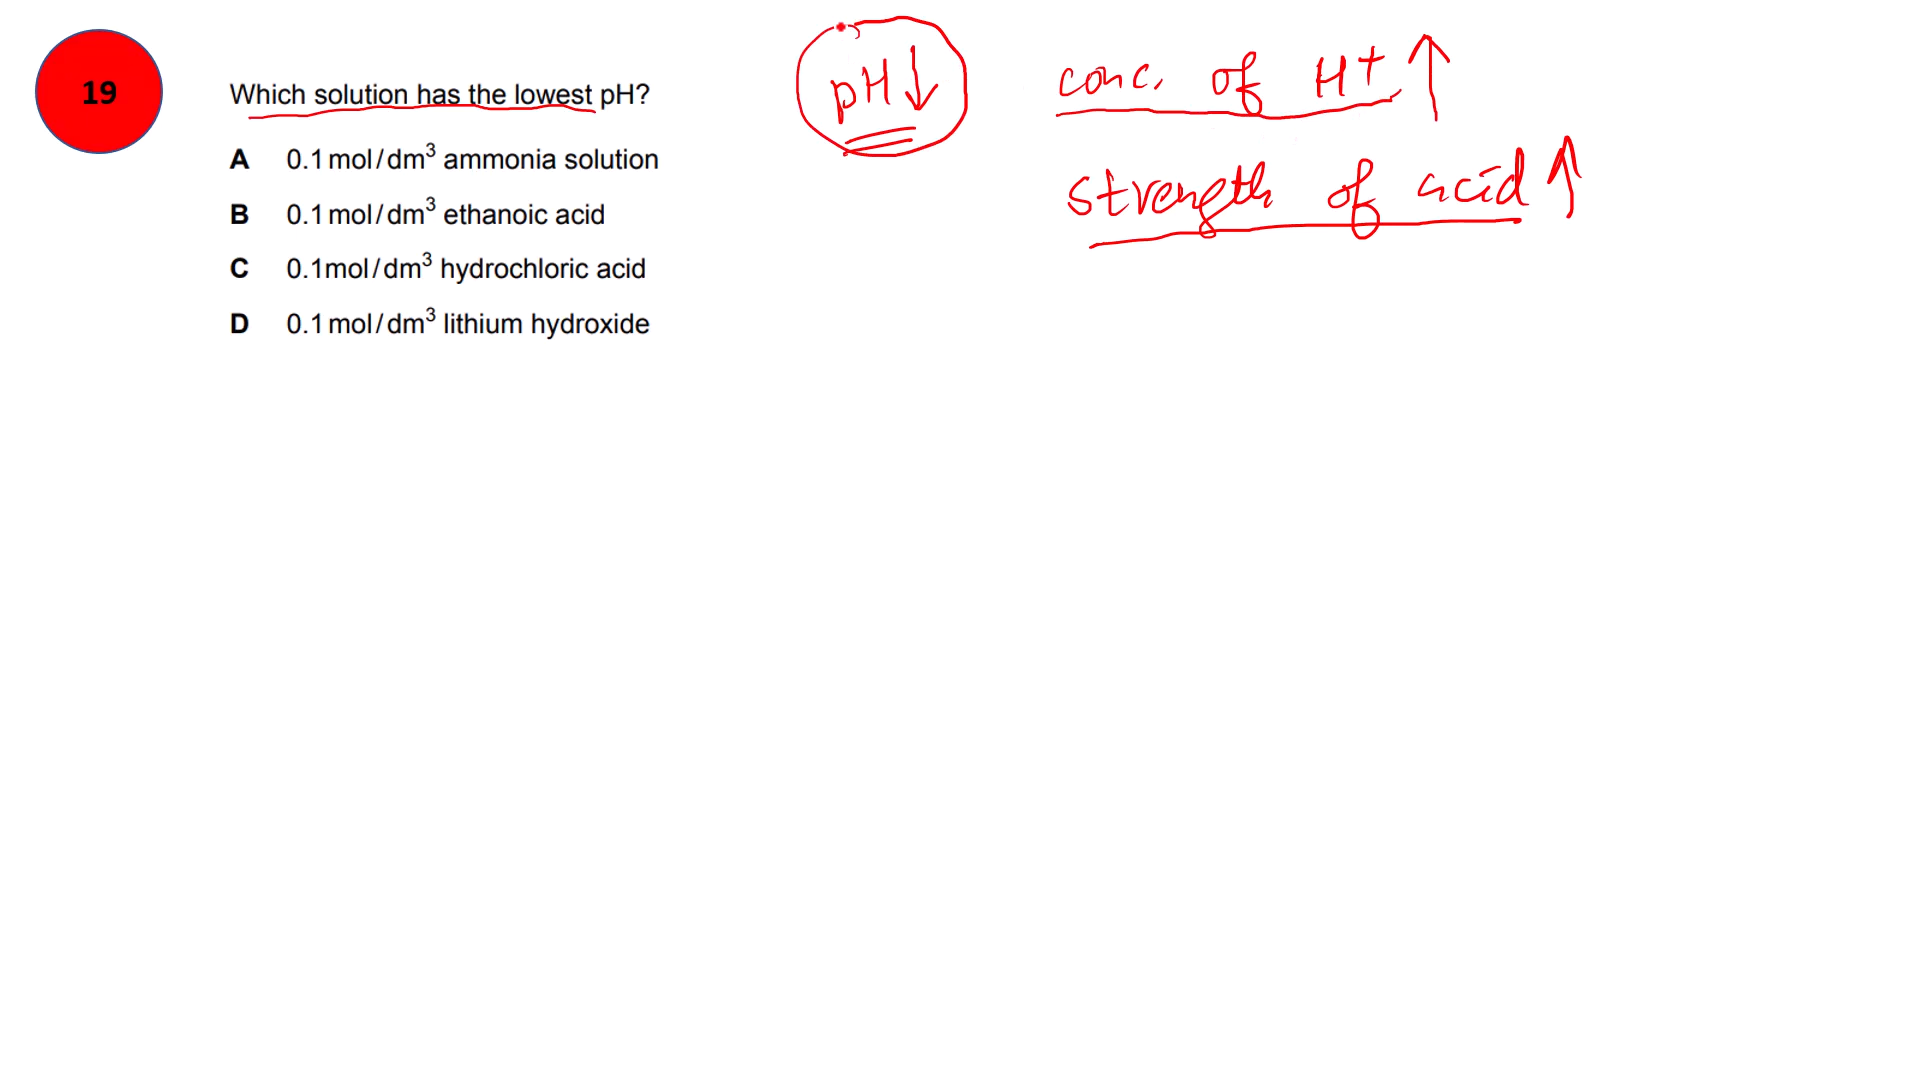 19
Which solution has the lowest pH?
A 0.1 mol/dm³ ammonia solution
B 0.1 mol/dm³ ethanoic acid
C 0.1mol/dm³ hydrochloric acid
D 0.1 mol/dm³ lithium hydroxide
pH ↓
conc. of H+ ↑
strength of acid ↑